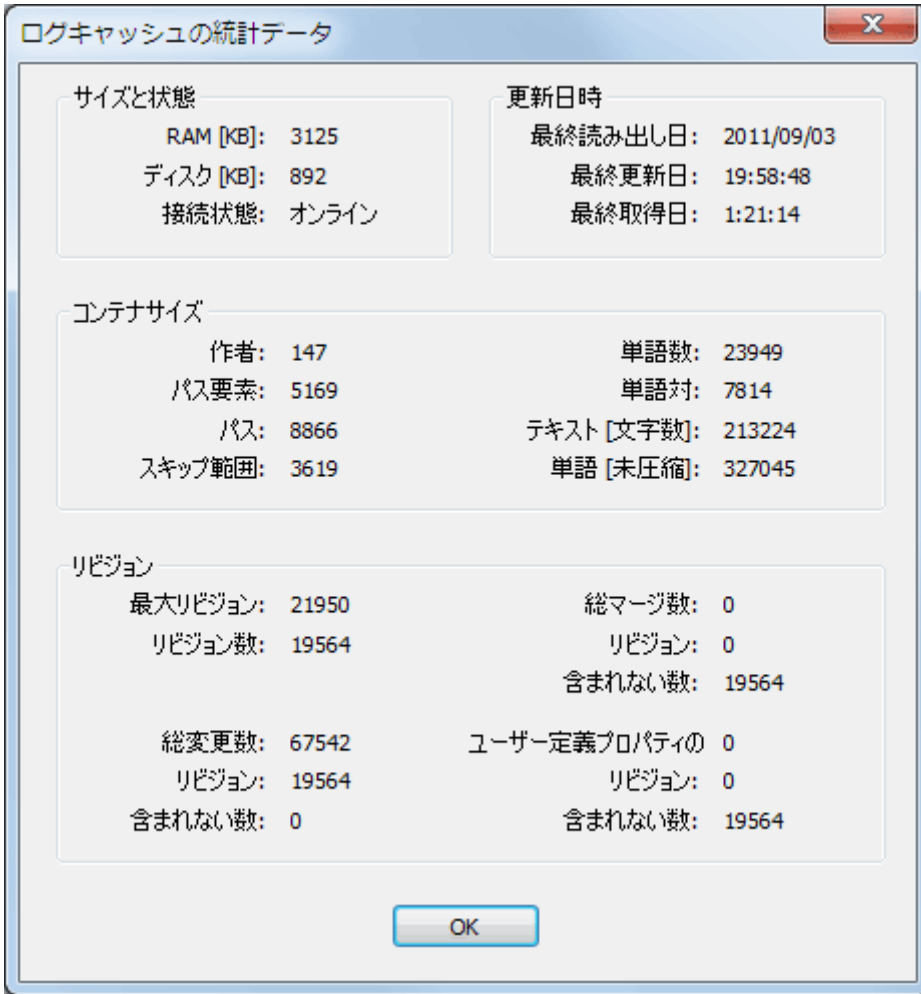 ログキャッシュの統計データ
サイズと状態
RAM [KB]: 3125
ディスク [KB]: 892
接続状態: オンライン
更新日時
最終読み出し日: 2011/09/03
最終更新日: 19:58:48
最終取得日: 1:21:14
コンテナサイズ
作者: 147
パス要素: 5169
パス: 8866
スキップ範囲: 3619
単語数: 23949
単語対: 7814
テキスト [文字数]: 213224
単語 [未圧縮]: 327045
リビジョン
最大リビジョン: 21950
リビジョン数: 19564
総マージ数: 0
リビジョン: 0
含まれない数: 19564
総変更数: 67542
リビジョン: 19564
含まれない数: 0
ユーザー定義プロパティの 0
リビジョン: 0
含まれない数: 19564
OK